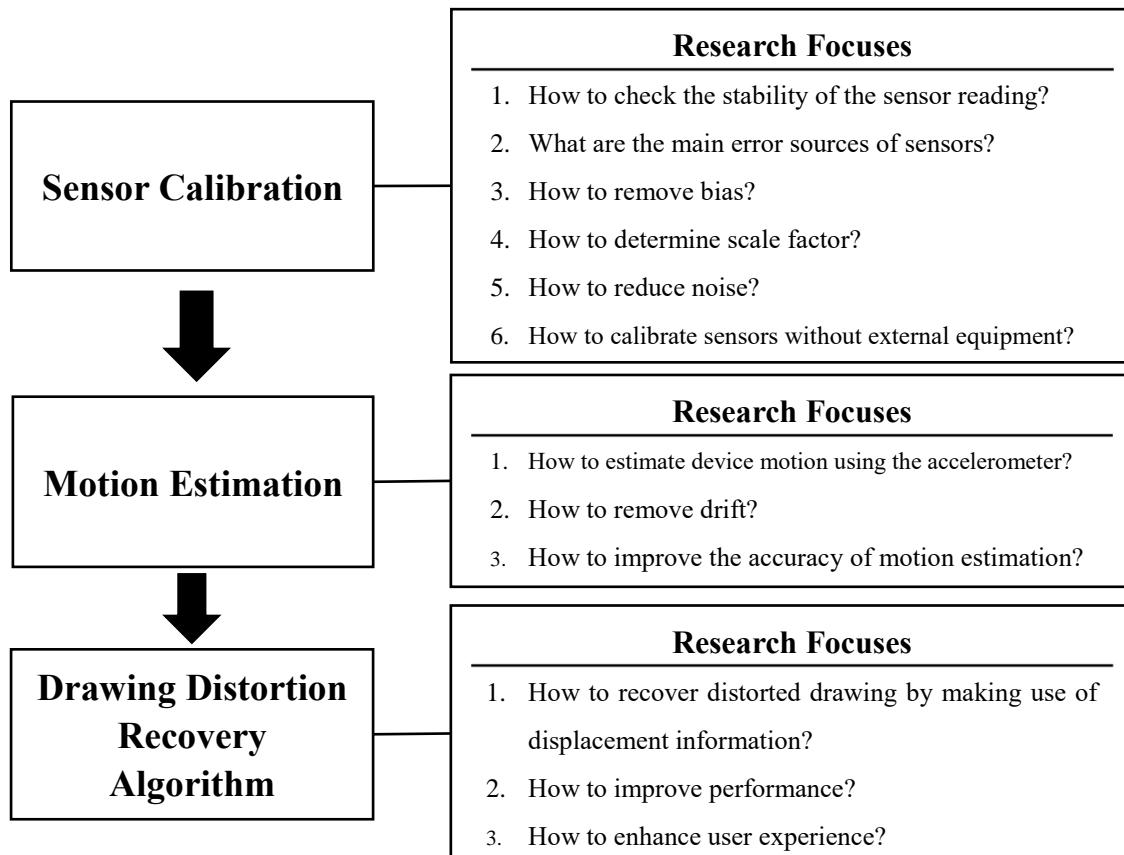 Sensor Calibration
Research Focuses
1. How to check the stability of the sensor reading?
2. What are the main error sources of sensors?
3. How to remove bias?
4. How to determine scale factor?
5. How to reduce noise?
6. How to calibrate sensors without external equipment?
Motion Estimation
Research Focuses
1. How to estimate device motion using the accelerometer?
2. How to remove drift?
3. How to improve the accuracy of motion estimation?
Drawing Distortion
Recovery
Algorithm
Research Focuses
1. How to recover distorted drawing by making use of
displacement information?
2. How to improve performance?
3. How to enhance user experience?